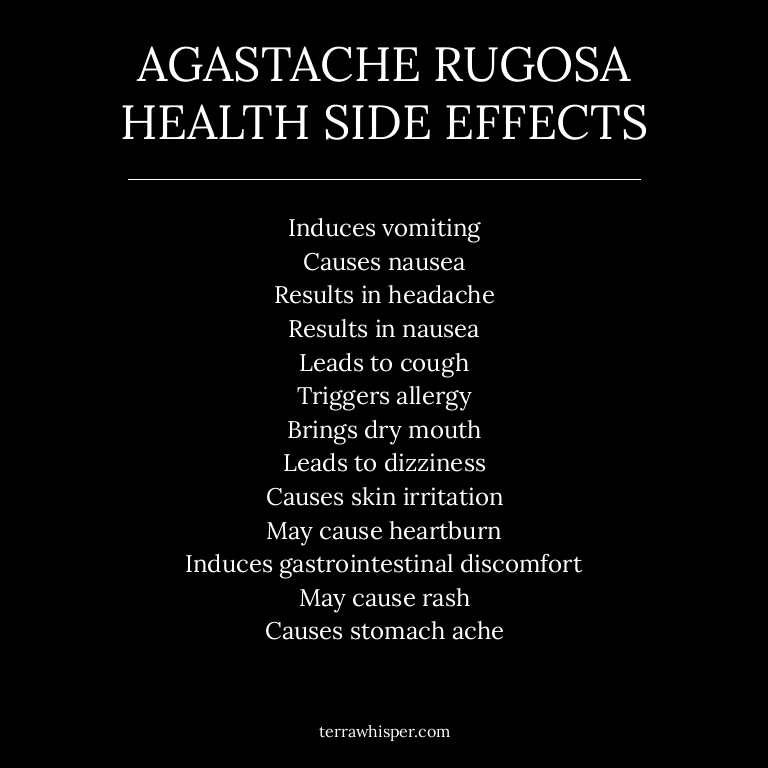 AGASTACHE RUGOSA
HEALTH SIDE EFFECTS
Induces vomiting
Causes nausea
Results in headache
Results in nausea
Leads to cough
Triggers allergy
Brings dry mouth
Leads to dizziness
Causes skin irritation
May cause heartburn
Induces gastrointestinal discomfort
May cause rash
Causes stomach ache
terrawhisper.com